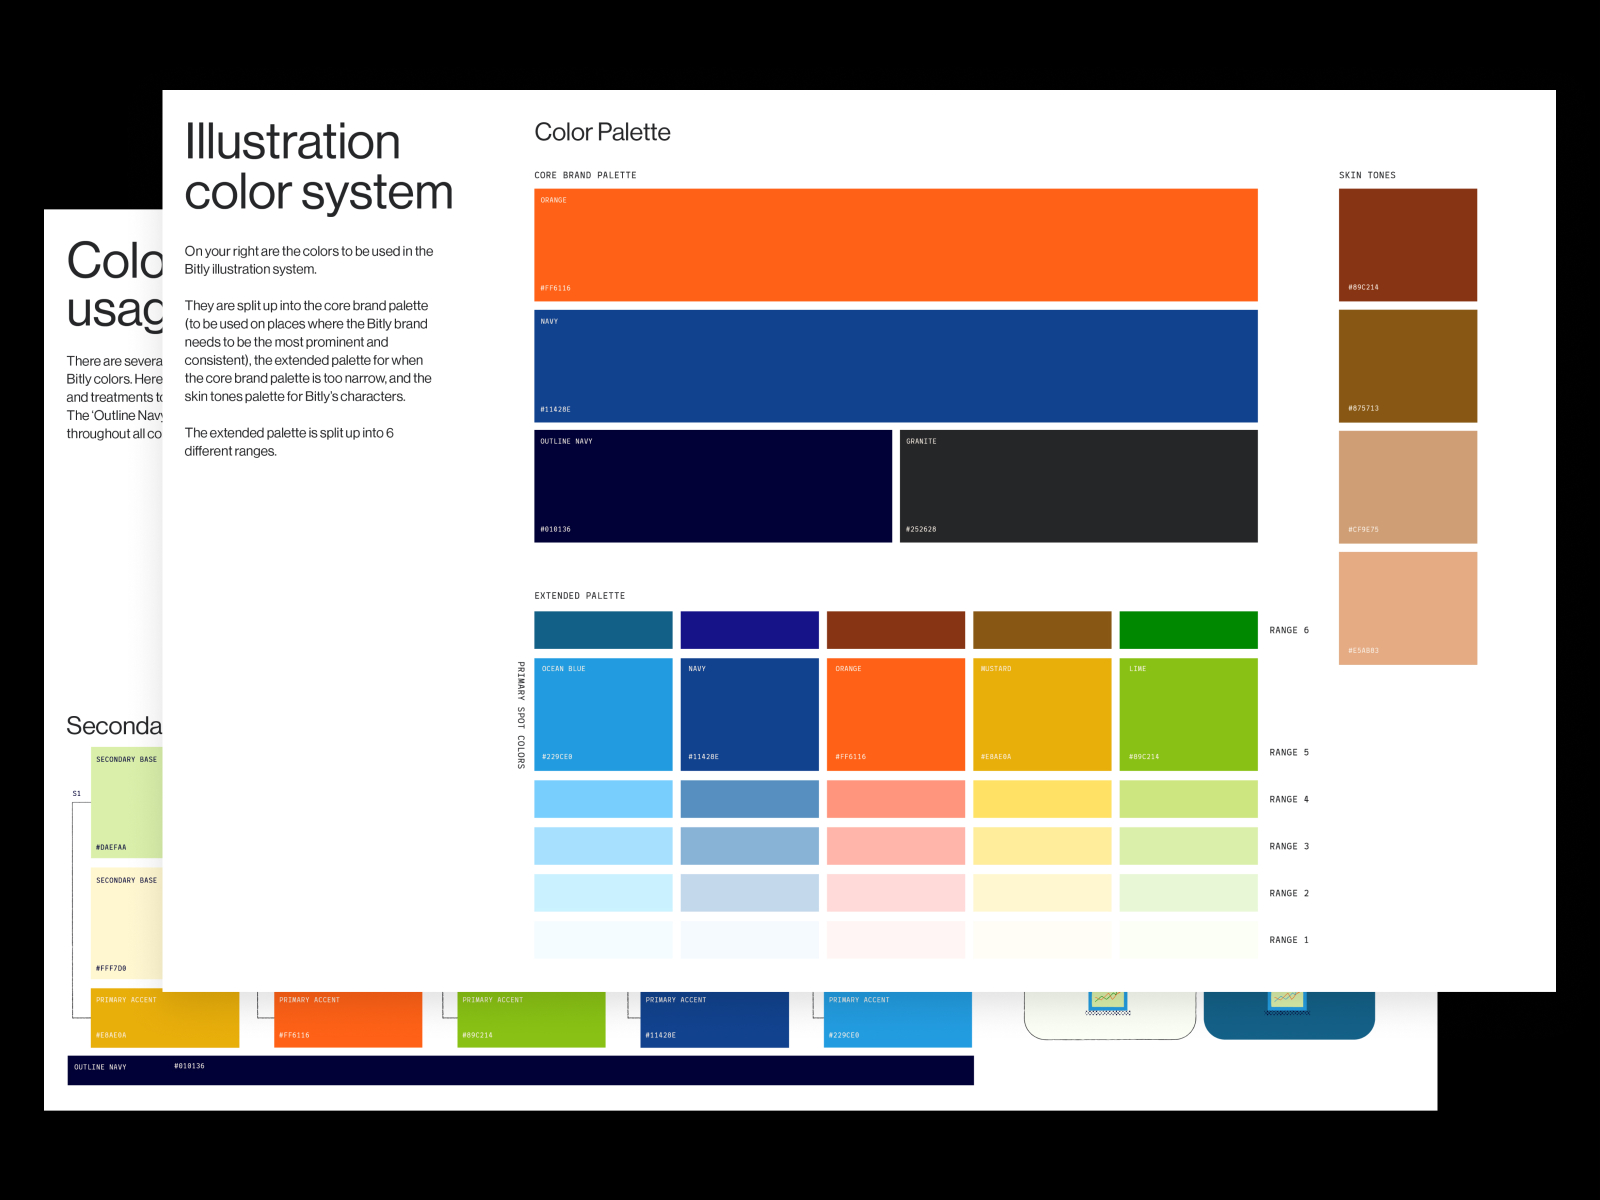 Illustration
color system
On your right are the colors to be used in the
Bitly illustration system.
They are split up into the core brand palette
(to be used on places where the Bitly brand
needs to be the most prominent and
consistent), the extended palette for when
the core brand palette is too narrow, and the
skin tones palette for Bitly's characters.
The extended palette is split up into 6
different ranges.
Color Palette
CORE BRAND PALETTE
ORANGE
#FF6116
NAVY
#11428E
OUTLINE NAVY
#010136
GRANITE
#252628
SKIN TONES
#89C214
#875713
#CF9E75
#E5A883
EXTENDED PALETTE
PRIMARY SPOT COLORS
RANGE 6
OCEAN BLUE
#229CE0
NAVY
#11428E
ORANGE
#FF6116
MUSTARD
#E8AE0A
LIME
#89C214
RANGE 5
RANGE 4
RANGE 3
RANGE 2
RANGE 1
Colo
usag
There are severa
Bitly colors. Here
and treatments to
The ‘Outline Navy
throughout all co
Seconda
S1
SECONDARY BASE
#DAEFAA
SECONDARY BASE
#FFF7D0
PRIMARY ACCENT
#E8AE0A
PRIMARY ACCENT
#FF6116
PRIMARY ACCENT
#89C214
PRIMARY ACCENT
#11428E
PRIMARY ACCENT
#229CE0
OUTLINE NAVY #010136